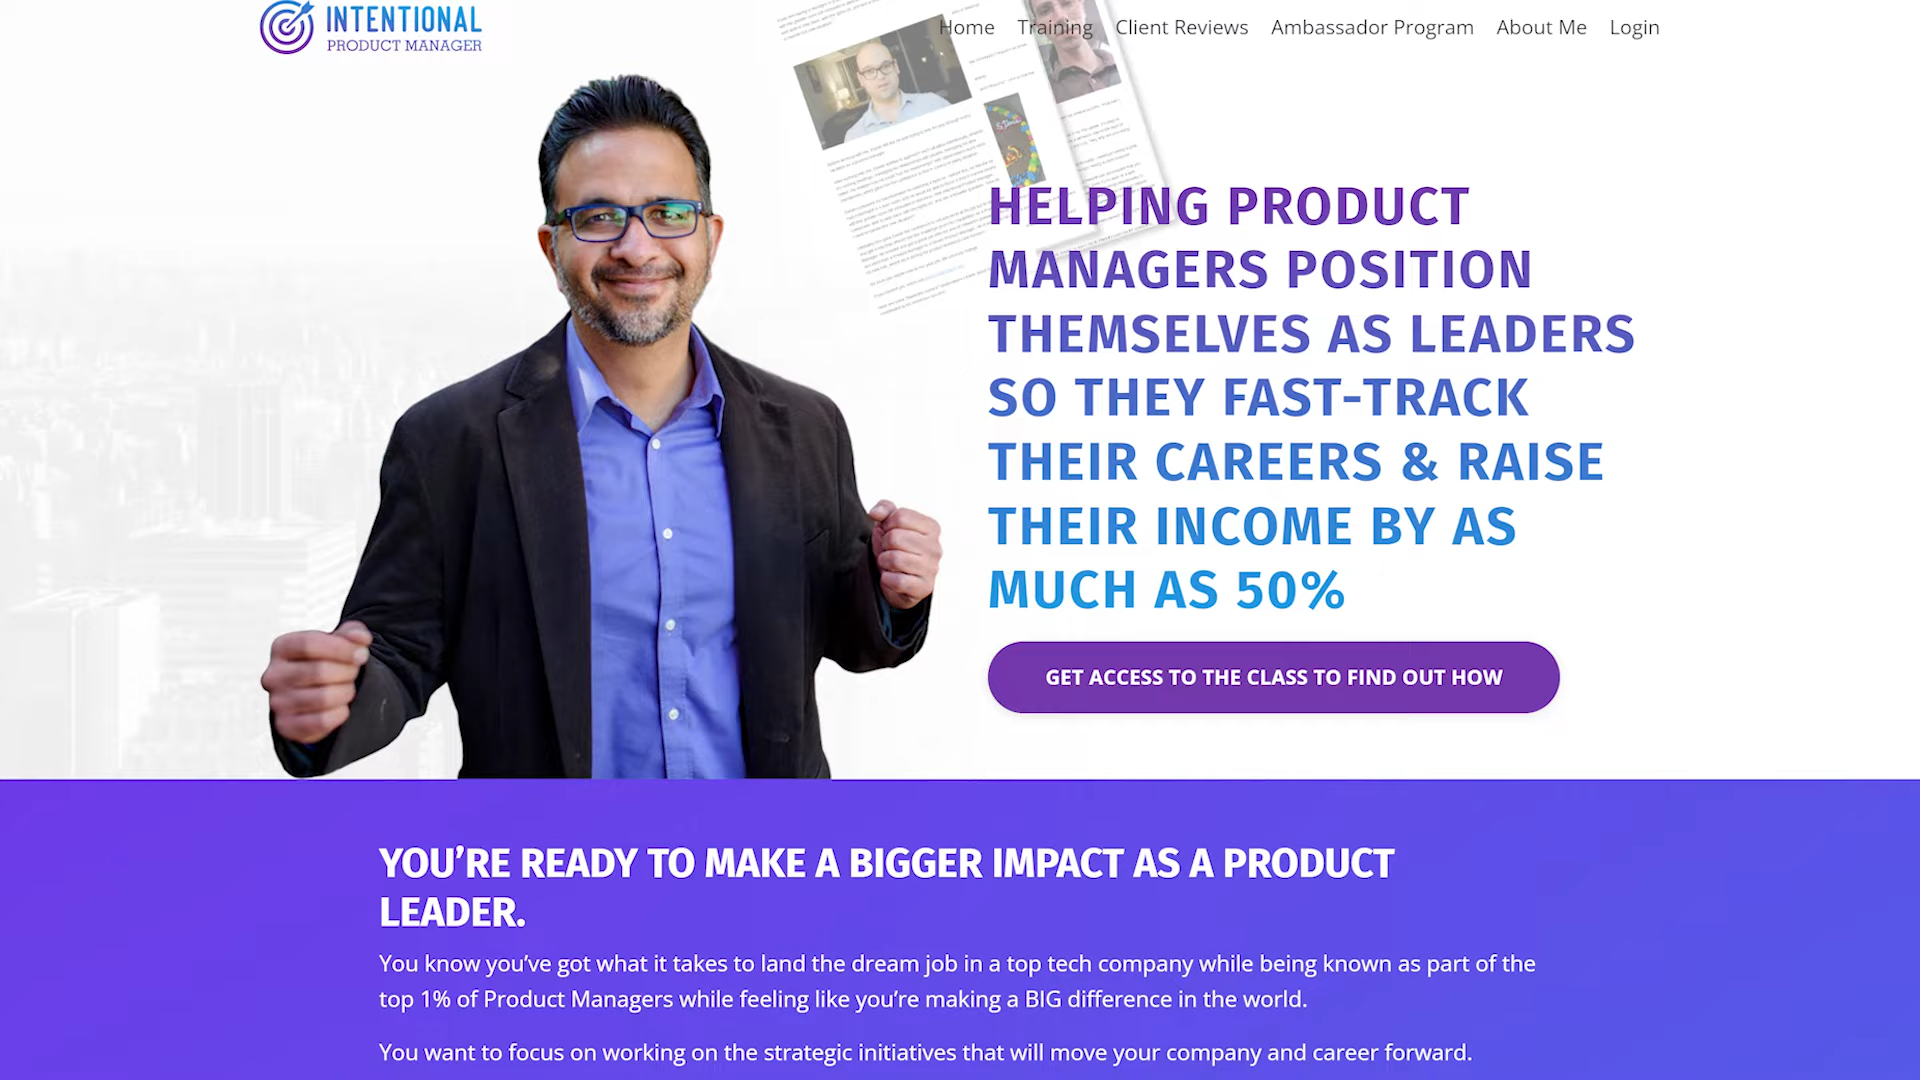 INTENTIONAL
PRODUCT MANAGER
Home Training Client Reviews Ambassador Program About Me Login
HELPING PRODUCT
MANAGERS POSITION
THEMSELVES AS LEADERS
SO THEY FAST-TRACK
THEIR CAREERS & RAISE
THEIR INCOME BY AS
MUCH AS 50%
GET ACCESS TO THE CLASS TO FIND OUT HOW
YOU’RE READY TO MAKE A BIGGER IMPACT AS A PRODUCT
LEADER.
You know you’ve got what it takes to land the dream job in a top tech company while being known as part of the
top 1% of Product Managers while feeling like you’re making a BIG difference in the world.
You want to focus on working on the strategic initiatives that will move your company and career forward.